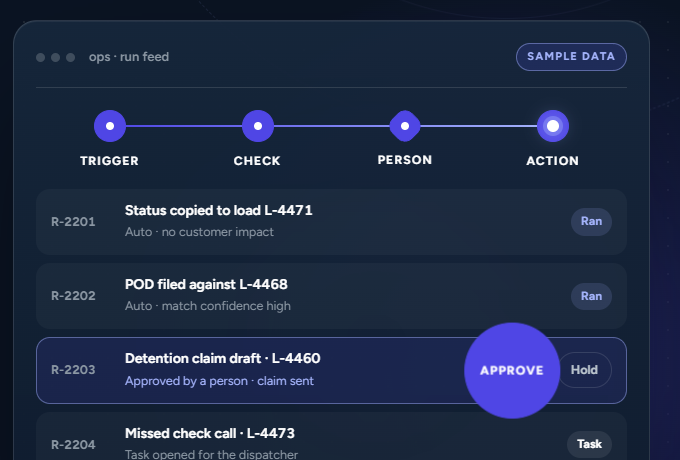 ops · run feed
SAMPLE DATA
TRIGGER
CHECK
PERSON
ACTION
R-2201
Status copied to load L-4471
Auto · no customer impact
Ran
R-2202
POD filed against L-4468
Auto · match confidence high
Ran
R-2203
Detention claim draft · L-4460
Approved by a person · claim sent
APPROVE
Hold
R-2204
Missed check call · L-4473
Task opened for the dispatcher
Task